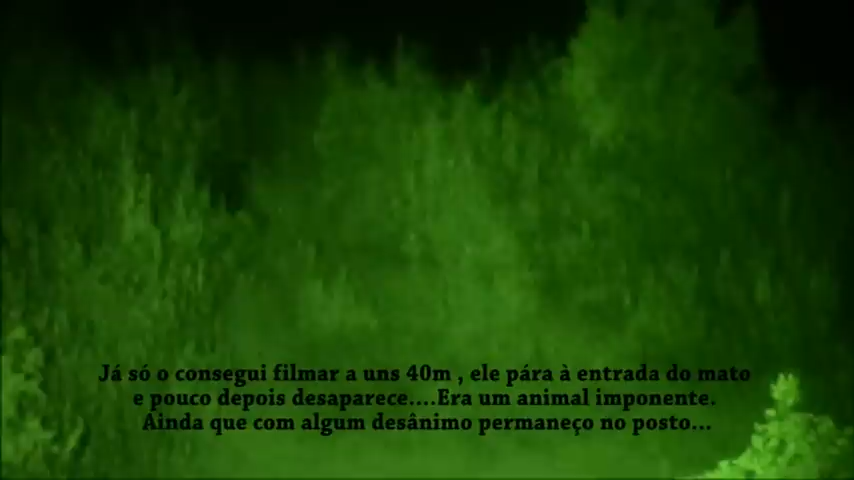 Já só o consegui filmar a uns 40m , ele pára à entrada do mato
e pouco depois desaparece....Era um animal imponente.
Ainda que com algum desânimo permaneço no posto...